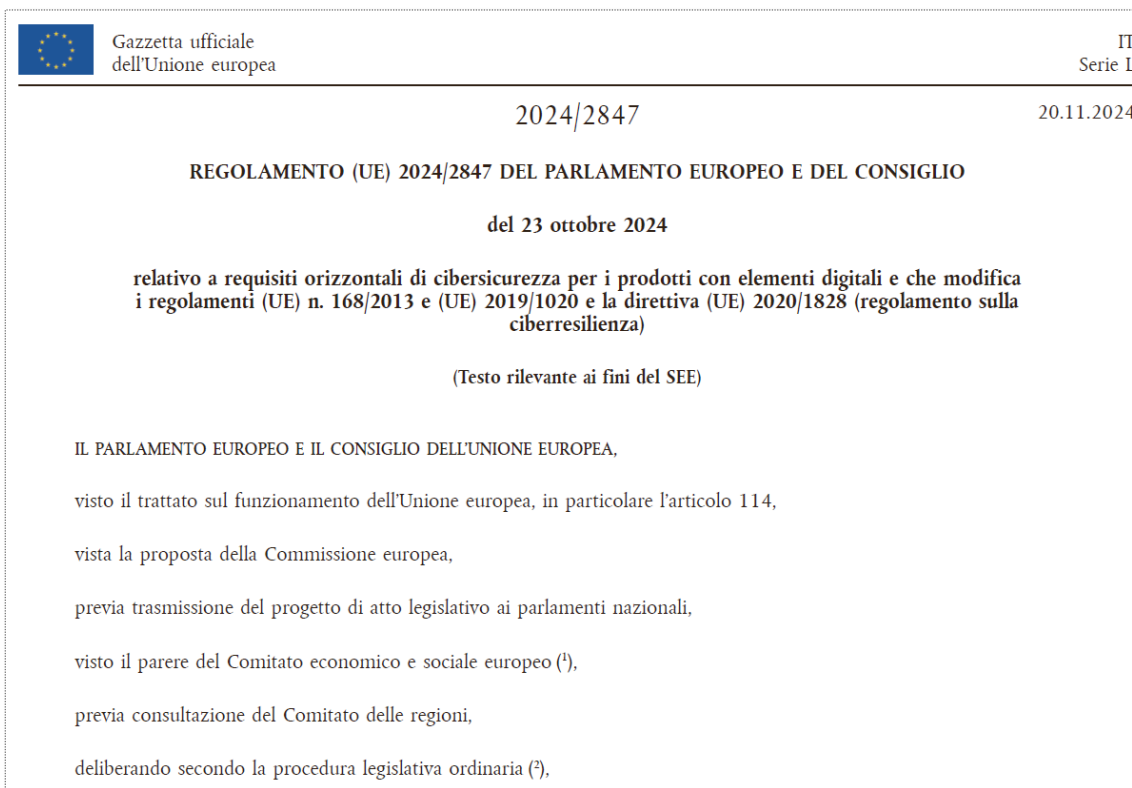 Gazzetta ufficiale
dell'Unione europea
IT
Serie L
2024/2847
20.11.2024
REGOLAMENTO (UE) 2024/2847 DEL PARLAMENTO EUROPEO E DEL CONSIGLIO
del 23 ottobre 2024
relativo a requisiti orizzontali di cibersicurezza per i prodotti con elementi digitali e che modifica
i regolamenti (UE) n. 168/2013 e (UE) 2019/1020 e la direttiva (UE) 2020/1828 (regolamento sulla
ciberresilienza)
(Testo rilevante ai fini del SEE)
IL PARLAMENTO EUROPEO E IL CONSIGLIO DELL'UNIONE EUROPEA,
visto il trattato sul funzionamento dell'Unione europea, in particolare l'articolo 114,
vista la proposta della Commissione europea,
previa trasmissione del progetto di atto legislativo ai parlamenti nazionali,
visto il parere del Comitato economico e sociale europeo (¹),
previa consultazione del Comitato delle regioni,
deliberando secondo la procedura legislativa ordinaria (²),